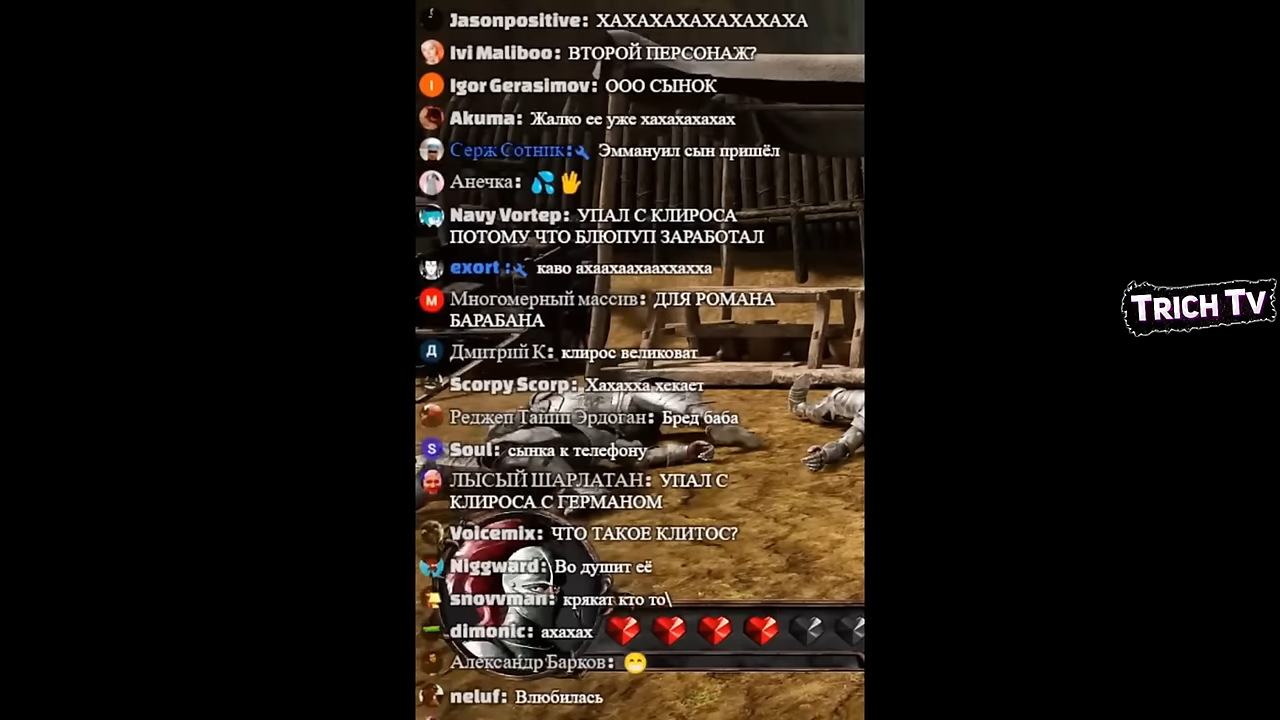 Jasonpositive: ХАХАХАХАХАХАХАХА
Ivi Maliboo: ВТОРОЙ ПЕРСОНАЖ?
Igor Gerasimov: ООО СЫНОК
Akuma: Жалко ее уже хахахахахах
Серж Сотник: Эммануил сын пришёл
Анечка: 💦🖖
Navy Vortep: УПАЛ С КЛИРОСА
ПОТОМУ ЧТО БЛЮПУП ЗАРАБОТАЛ
exort: каво ахаахаахааххахха
Многомерный массив: ДЛЯ РОМАНА
БАРАБАНА
Дмитрий К: клирос великоват
Scorpy Scorp: Хахахха хекает
Реджеп Тайип Эрдоган: Бред баба
Soul: сынка к телефону
ЛЫСЫЙ ШАРЛАТАН: УПАЛ С
КЛИРОСА С ГЕРМАНОМ
Voicemix: ЧТО ТАКОЕ КЛИТОС?
Niggward: Во душит её
snovvman: крякат кто то\
dimonic: ахахах
Александр Барков: 😁
neluf: Влюбилась
TRICH TV